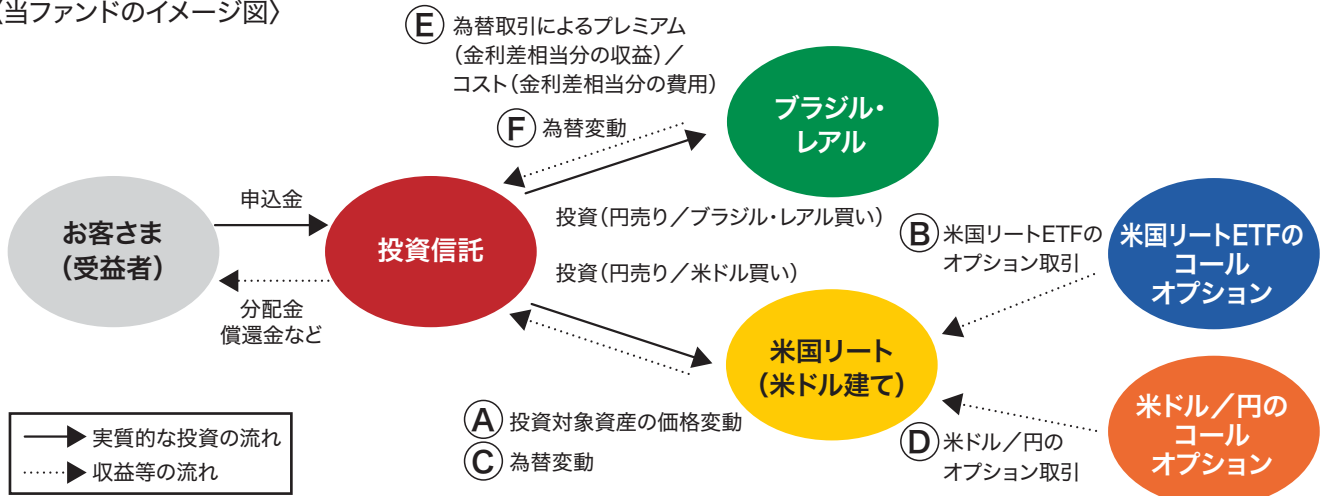 〈当ファンドのイメージ図〉
Ⓔ 為替取引によるプレミアム
(金利差相当分の収益)／
コスト(金利差相当分の費用)
Ⓕ 為替変動
ブラジル・
レアル
お客さま
(受益者)
申込金
分配金
償還金など
投資信託
投資(円売り／ブラジル・レアル買い)
投資(円売り／米ドル買い)
Ⓑ 米国リートETFの
オプション取引
米国リートETFの
コール
オプション
米国リート
(米ドル建て)
Ⓐ 投資対象資産の価格変動
Ⓒ 為替変動
Ⓓ 米ドル／円の
オプション取引
米ドル／円の
コール
オプション
実質的な投資の流れ
収益等の流れ